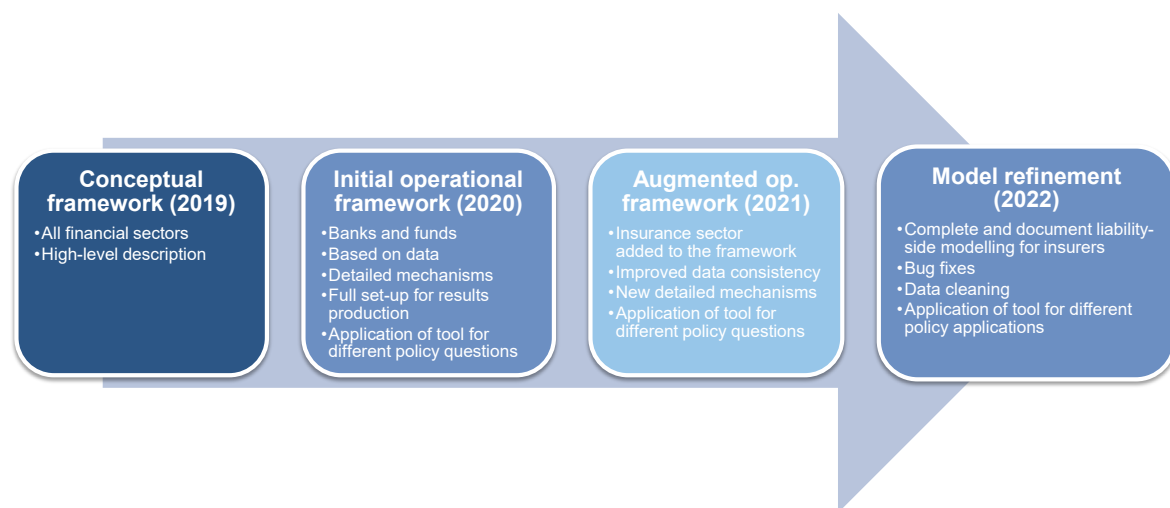 Conceptual
framework (2019)
•All financial sectors
•High-level description
Initial operational
framework (2020)
•Banks and funds
•Based on data
•Detailed mechanisms
•Full set-up for results
production
•Application of tool for
different policy questions
Augmented op.
framework (2021)
•Insurance sector
added to the framework
•Improved data consistency
•New detailed mechanisms
•Application of tool for
different policy questions
Model refinement
(2022)
•Complete and document liability-
side modelling for insurers
•Bug fixes
•Data cleaning
•Application of tool for different
policy applications